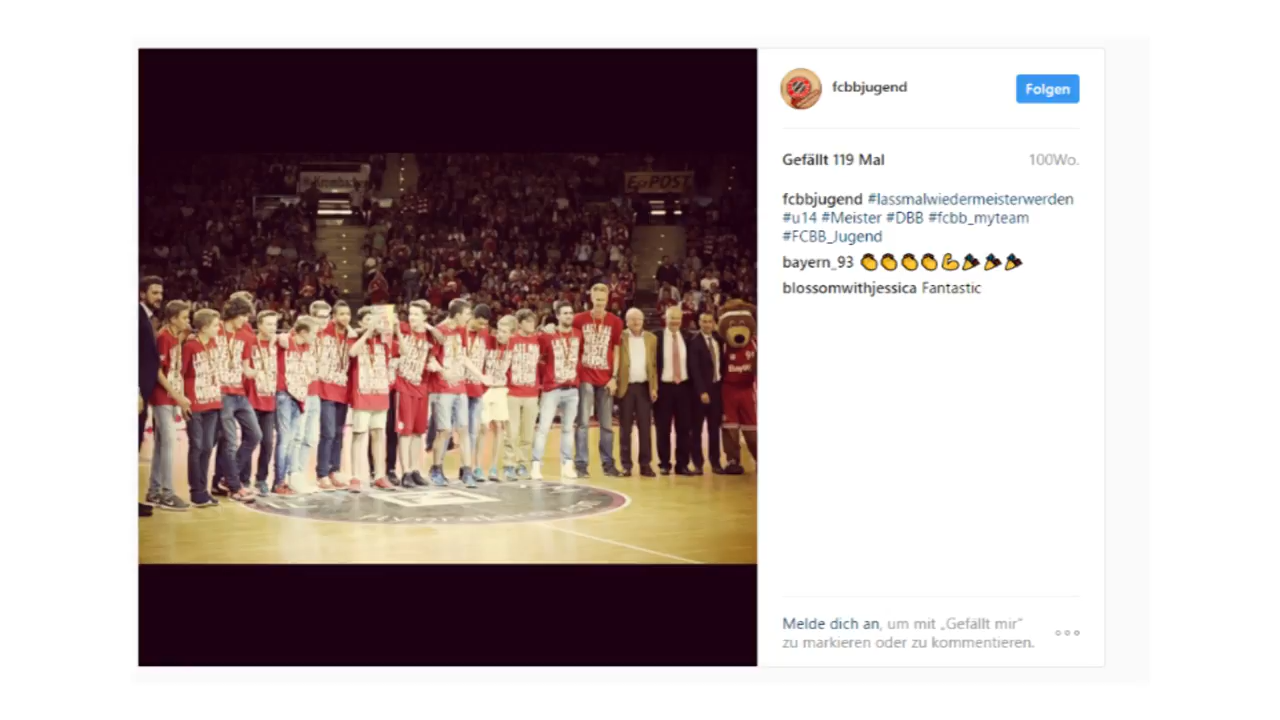 E-POST
fcbbjugend
Folgen
Gefällt 119 Mal
100Wo.
fcbbjugend #lassmalwiedermeisterwerden
#u14 #Meister #DBB #fcbb_myteam
#FCBB_Jugend
bayern_93 👏👏👏👏💪🎉🎉🎉
blossomwithjessica Fantastic
Melde dich an, um mit „Gefällt mir“
zu markieren oder zu kommentieren.